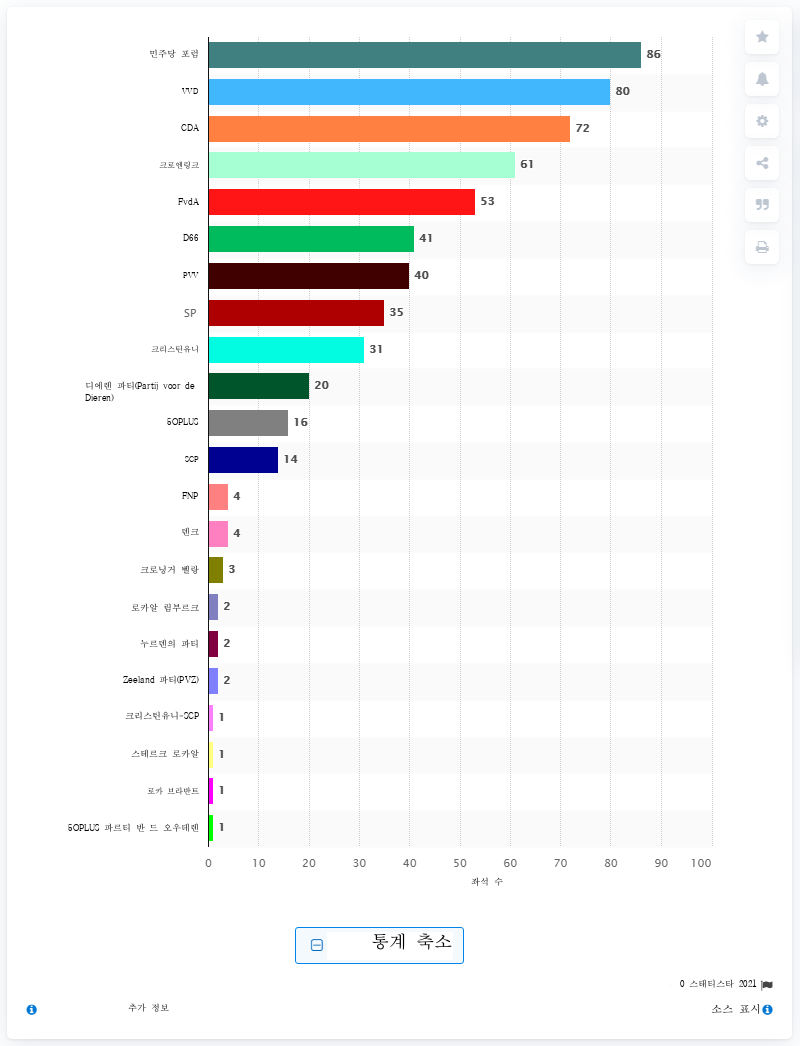 민주당 포럼 86
VVD 80
CDA 72
크로엔링크 61
PvdA 53
D66 41
PVV 40
SP 35
크리스틴유니 31
디에렌 파티(Partij voor de
Dieren) 20
50PLUS 16
SGP 14
FNP 4
덴크 4
크로닝거 벨랑 3
로카알 림부르크 2
누르덴의 파티 2
Zeeland 파티(PVZ) 2
크리스틴유니-SGP 1
스테르크 로카알 1
로카 브라반트 1
50PLUS 파르티 반 드 오우데렌 1
0 10 20 30 40 50 60 70 80 90 100
좌석 수
통계 축소
0 스태티스타 2021
추가 정보 소스 표시